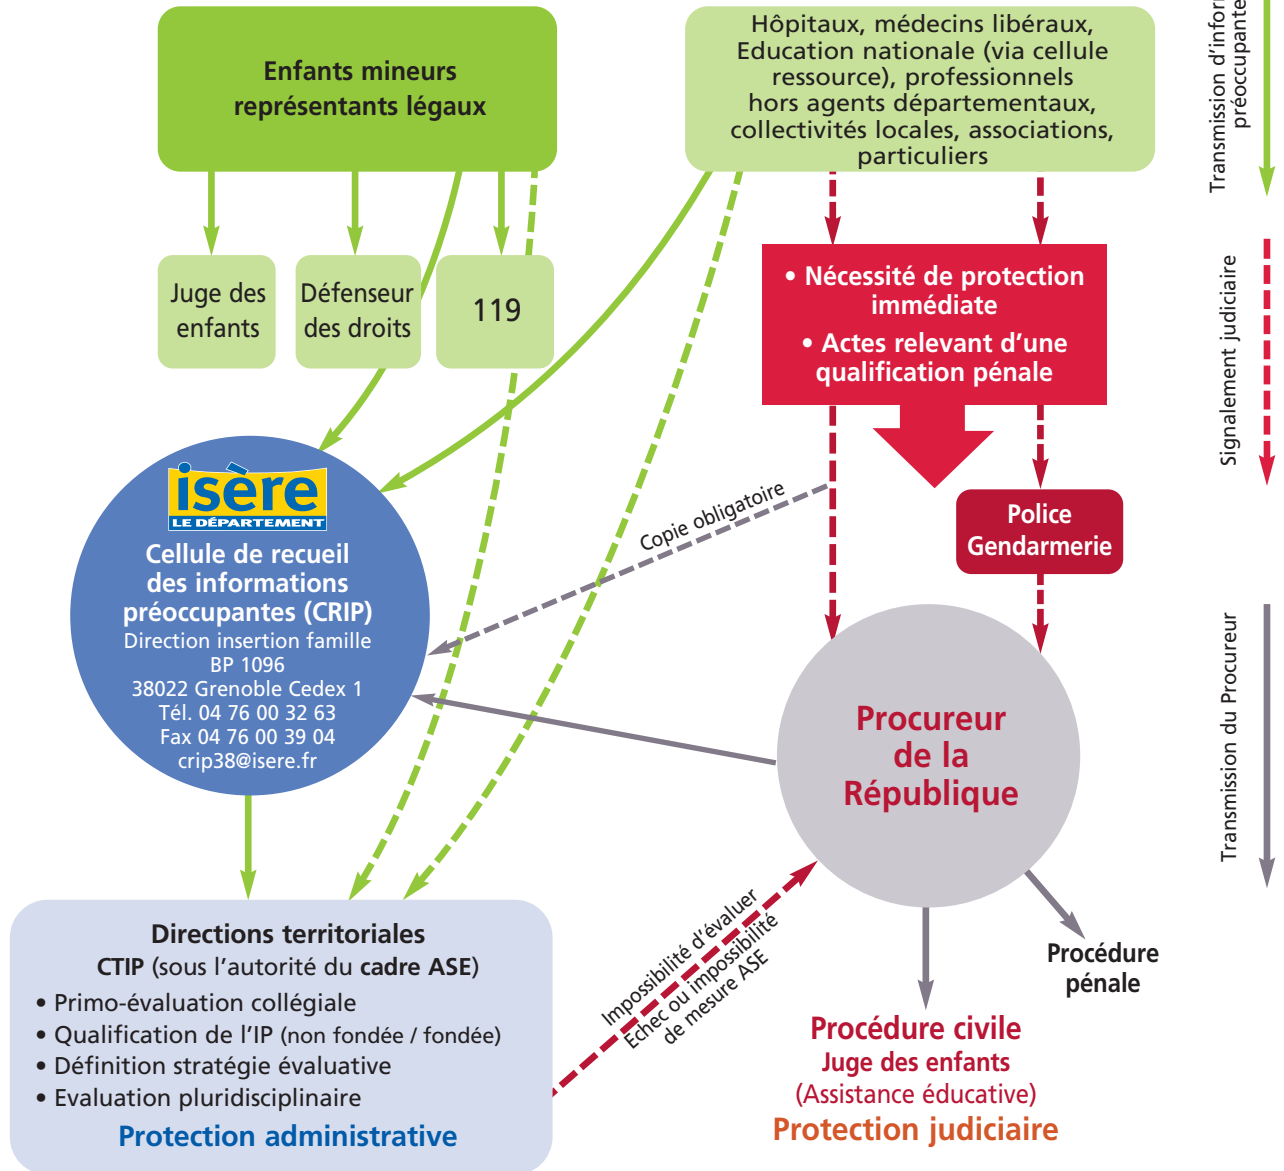 Enfants mineurs
représentants légaux
Hôpitaux, médecins libéraux,
Education nationale (via cellule
ressource), professionnels
hors agents départementaux,
collectivités locales, associations,
particuliers
Juge des
enfants
Défenseur
des droits
119
• Nécessité de protection
immédiate
• Actes relevant d'une
qualification pénale
Police
Gendarmerie
Copie obligatoire
isère
LE DÉPARTEMENT
Cellule de recueil
des informations
préoccupantes (CRIP)
Direction insertion famille
BP 1096
38022 Grenoble Cedex 1
Tél. 04 76 00 32 63
Fax 04 76 00 39 04
crip38@isere.fr
Procureur
de la
République
Directions territoriales
CTIP (sous l'autorité du cadre ASE)
• Primo-évaluation collégiale
• Qualification de l'IP (non fondée / fondée)
• Définition stratégie évaluative
• Evaluation pluridisciplinaire
Protection administrative
Impossibilité d'évaluer
Echec ou impossibilité
de mesure ASE
Procédure
pénale
Procédure civile
Juge des enfants
(Assistance éducative)
Protection judiciaire
Transmission
préoccupante
Signalement judiciaire
Transmission du Procureur